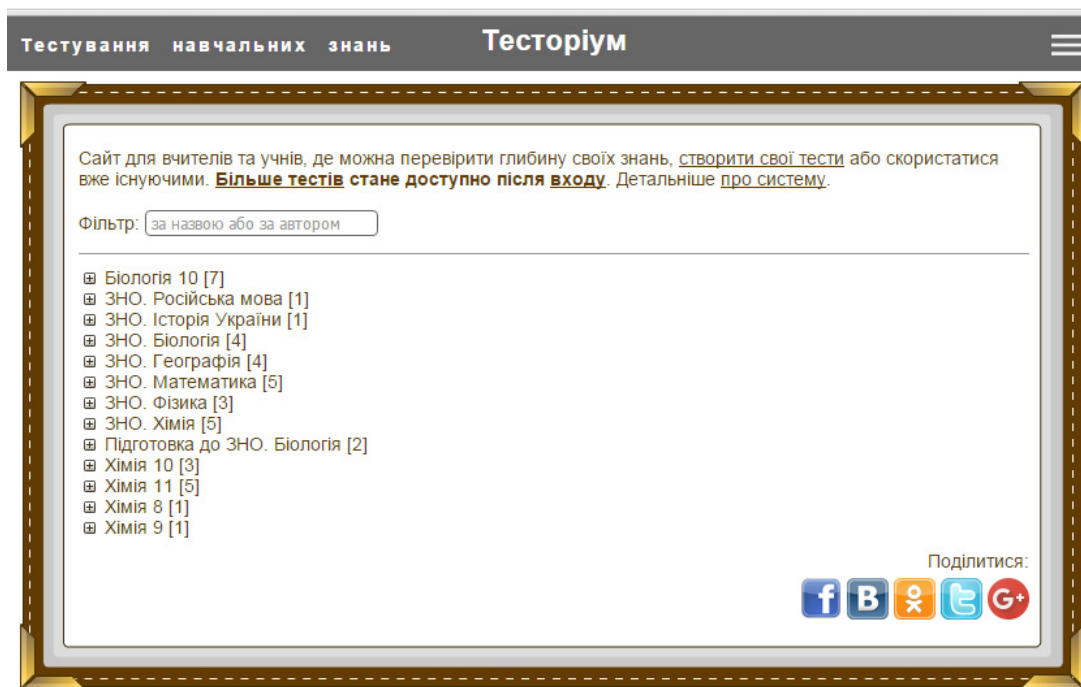 Тестування навчальних знань
Тесторіум
Сайт для вчителів та учнів, де можна перевірити глибину своїх знань, створити свої тести або скористатися
вже існуючими. Більше тестів стане доступно після входу. Детальніше про систему.
Фільтр: за назвою або за автором
Біологія 10 [7]
ЗНО. Російська мова [1]
ЗНО. Історія України [1]
ЗНО. Біологія [4]
ЗНО. Географія [4]
ЗНО. Математика [5]
ЗНО. Фізика [3]
ЗНО. Хімія [5]
Підготовка до ЗНО. Біологія [2]
Хімія 10 [3]
Хімія 11 [5]
Хімія 8 [1]
Хімія 9 [1]
Поділитися:
f B G+